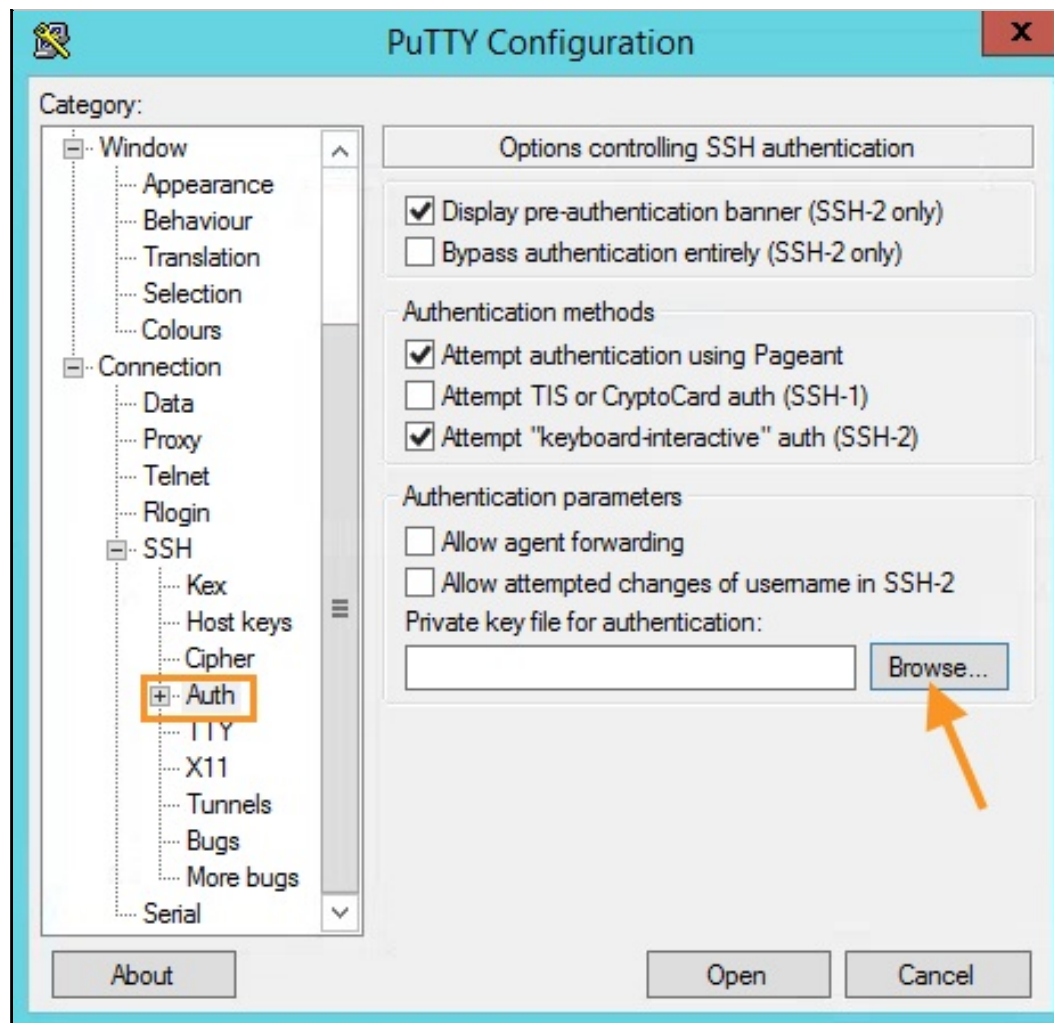 PuTTY Configuration
x
Category:
Window
Appearance
Behaviour
Translation
Selection
Colours
Connection
Data
Proxy
Telnet
Rlogin
SSH
Kex
Host keys
Cipher
Auth
TTY
X11
Tunnels
Bugs
More bugs
Serial
Options controlling SSH authentication
Display pre-authentication banner (SSH-2 only)
Bypass authentication entirely (SSH-2 only)
Authentication methods
Attempt authentication using Pageant
Attempt TIS or CryptoCard auth (SSH-1)
Attempt "keyboard-interactive" auth (SSH-2)
Authentication parameters
Allow agent forwarding
Allow attempted changes of username in SSH-2
Private key file for authentication:
Browse...
About
Open
Cancel